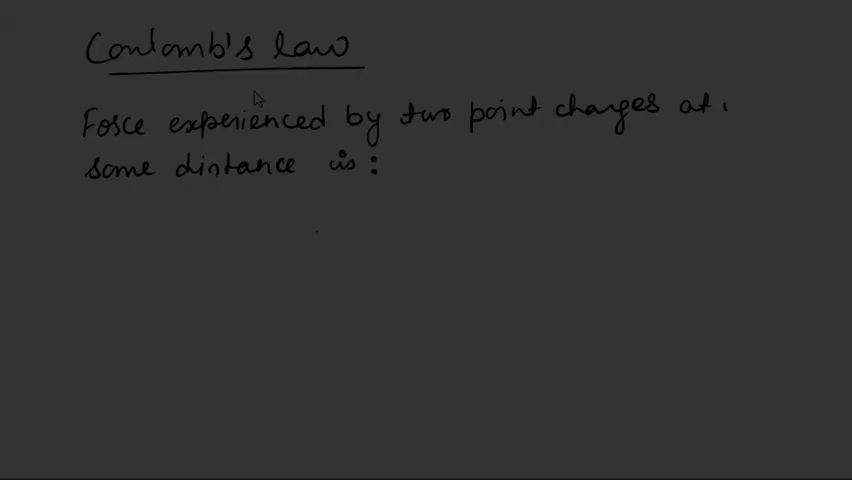 Coulomb's law
Force experienced by two point charges at
some distance is: